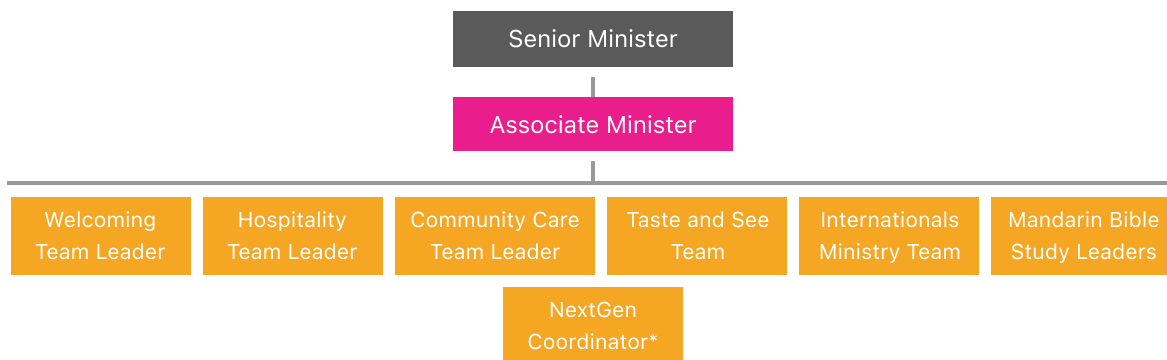 Senior Minister
Associate Minister
Welcoming
Team Leader
Hospitality
Team Leader
Community Care
Team Leader
Taste and See
Team
Internationals
Ministry Team
Mandarin Bible
Study Leaders
NextGen
Coordinator*